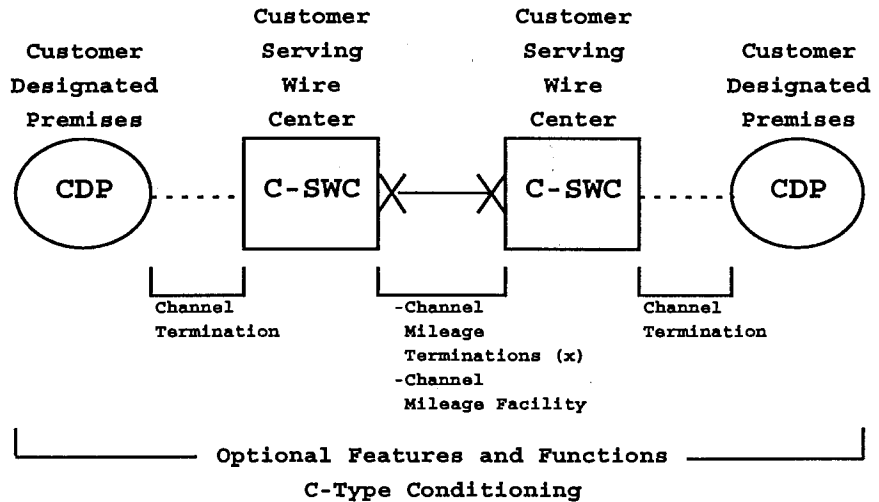 Customer
Designated
Premises
Customer
Serving
Wire
Center
Customer
Serving
Wire
Center
Customer
Designated
Premises
CDP
C-SWC
C-SWC
CDP
Channel
Termination
-Channel
Mileage
Terminations (x)
-Channel
Mileage Facility
Channel
Termination
Optional Features and Functions
C-Type Conditioning